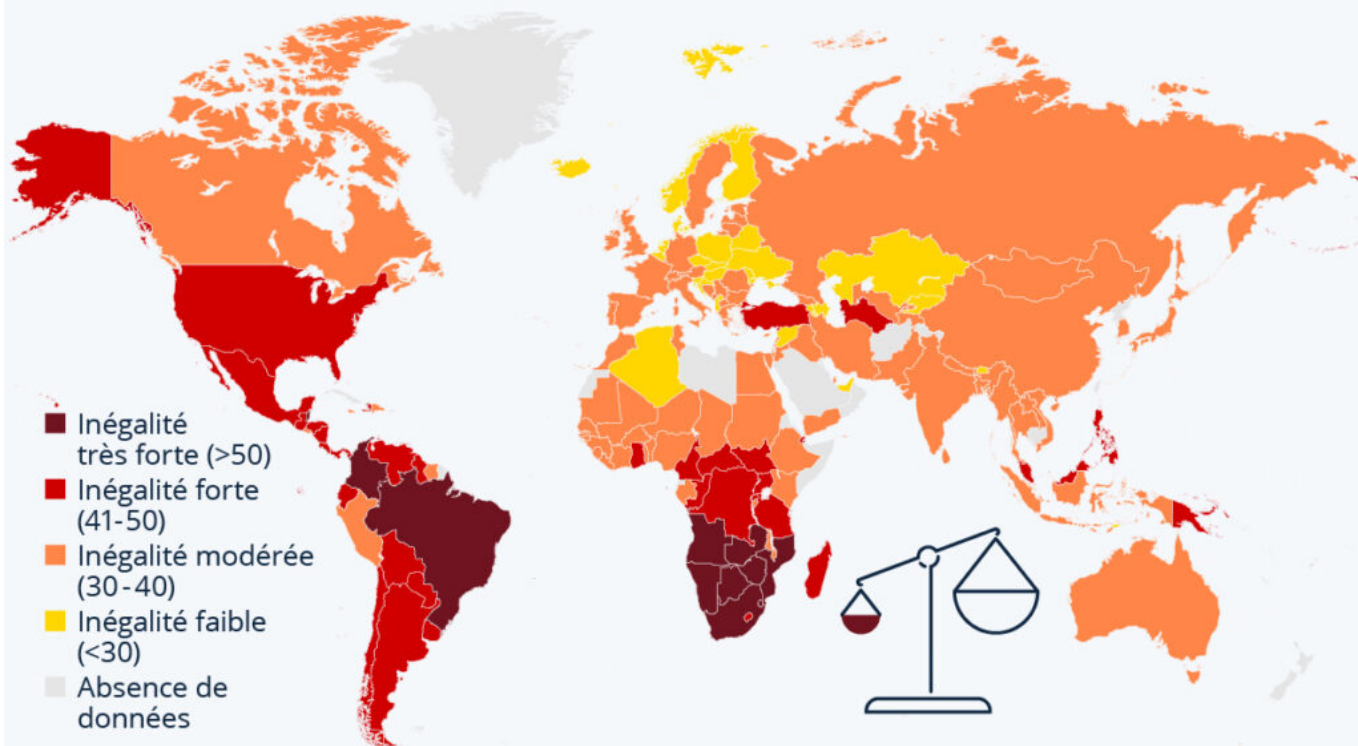 Inégalité
très forte (>50)
Inégalité forte
(41-50)
Inégalité modérée
(30-40)
Inégalité faible
(<30)
Absence de
données